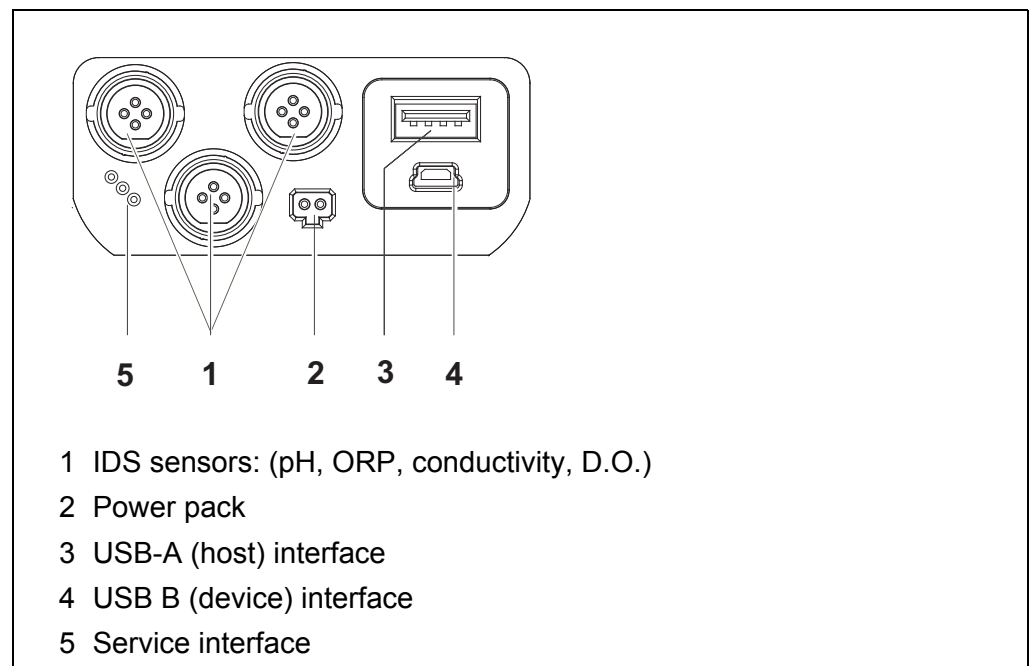 5 1 2 3 4
1 IDS sensors: (pH, ORP, conductivity, D.O.)
2 Power pack
3 USB-A (host) interface
4 USB B (device) interface
5 Service interface